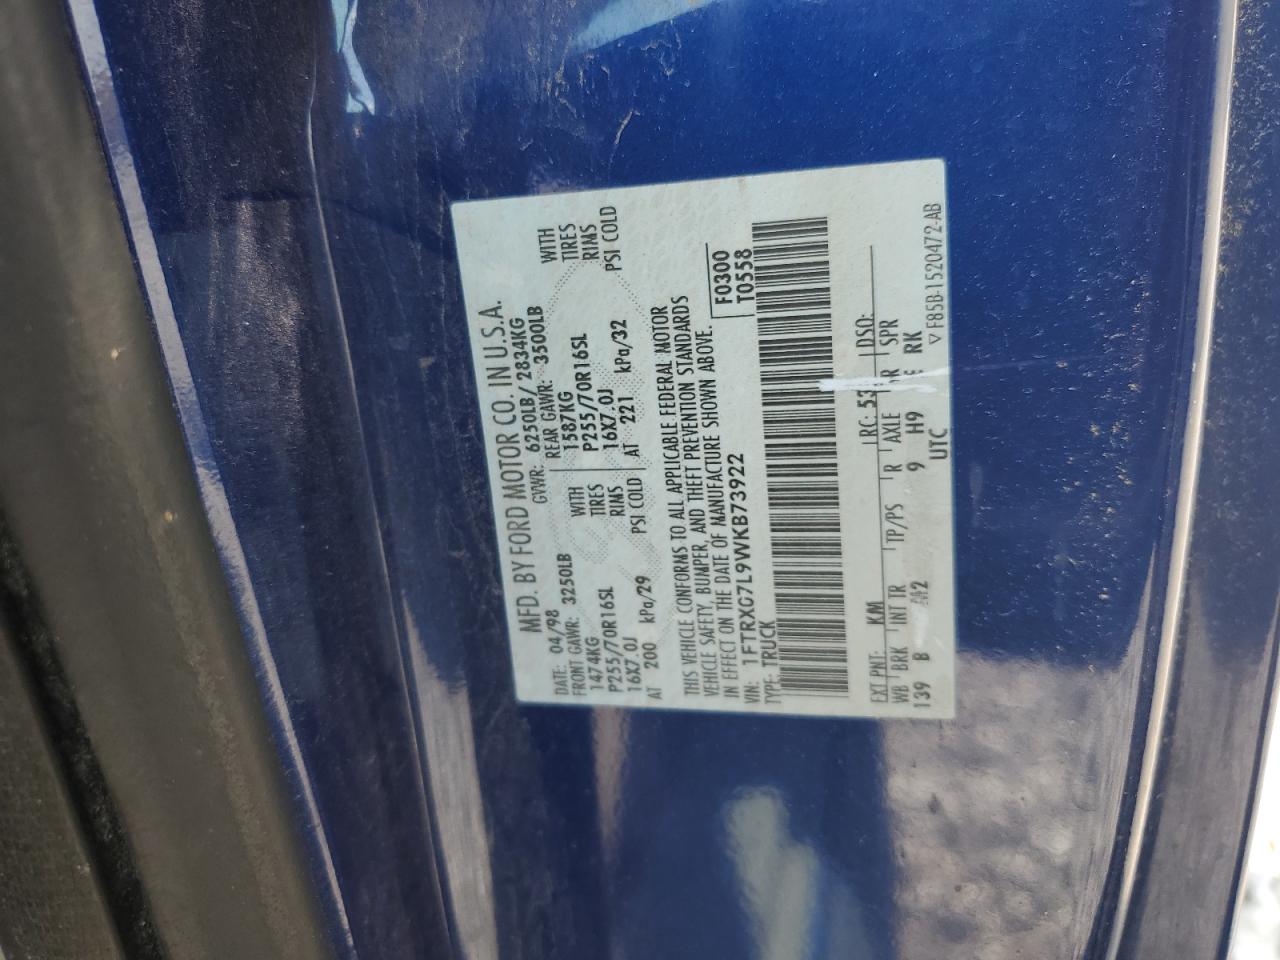 MFD. BY FORD MOTOR CO. IN U.S.A.
DATE: 04/98 GVWR: 6250LB / 2834KG
FRONT GAWR: 3250LB REAR GAWR: 3500LB
1474KG WITH 1587KG WITH
P255/70R16SL TIRES P255/70R16SL TIRES
16X7.0J RIMS 16X7.0J RIMS
AT 200 kPa/29 PSI COLD AT 221 kPa/32 PSI COLD
THIS VEHICLE CONFORMS TO ALL APPLICABLE FEDERAL MOTOR
VEHICLE SAFETY, BUMPER, AND THEFT PREVENTION STANDARDS
IN EFFECT ON THE DATE OF MANUFACTURE SHOWN ABOVE.
VIN: 1FTRXG7L9WKB73922 F0300
TYPE: TRUCK T0558
EXT PNT: KM RC: 53 DSO:
WB BRK INT TR TP/PS R AXLE SPR
139 B 9 H9 RK
UTC
▽ F85B-1520472-AB